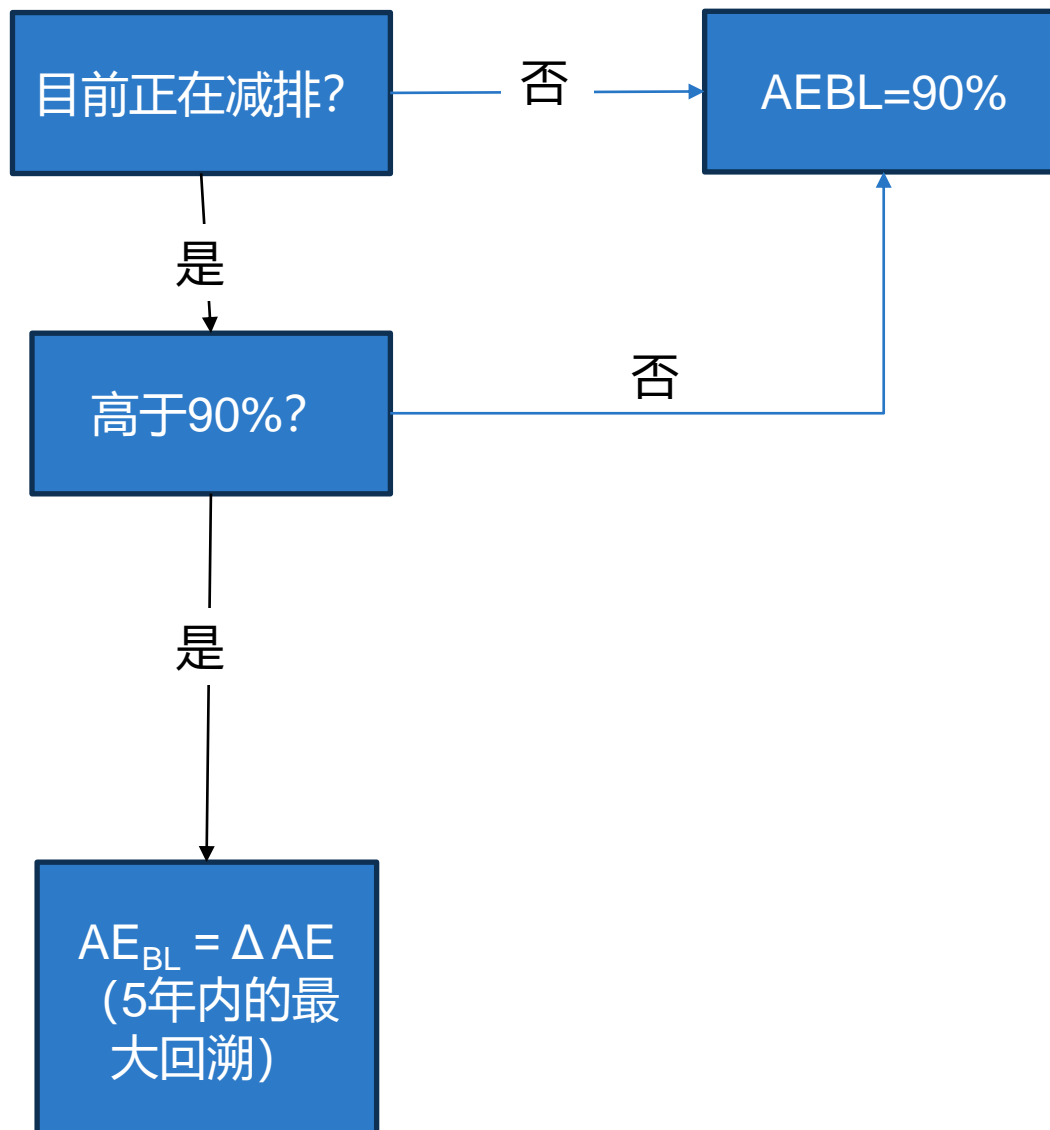 目前正在减排？
否
AEBL=90%
是
高于90%？
否
是
AE_BL = Δ AE
（5年内的最
大回溯）